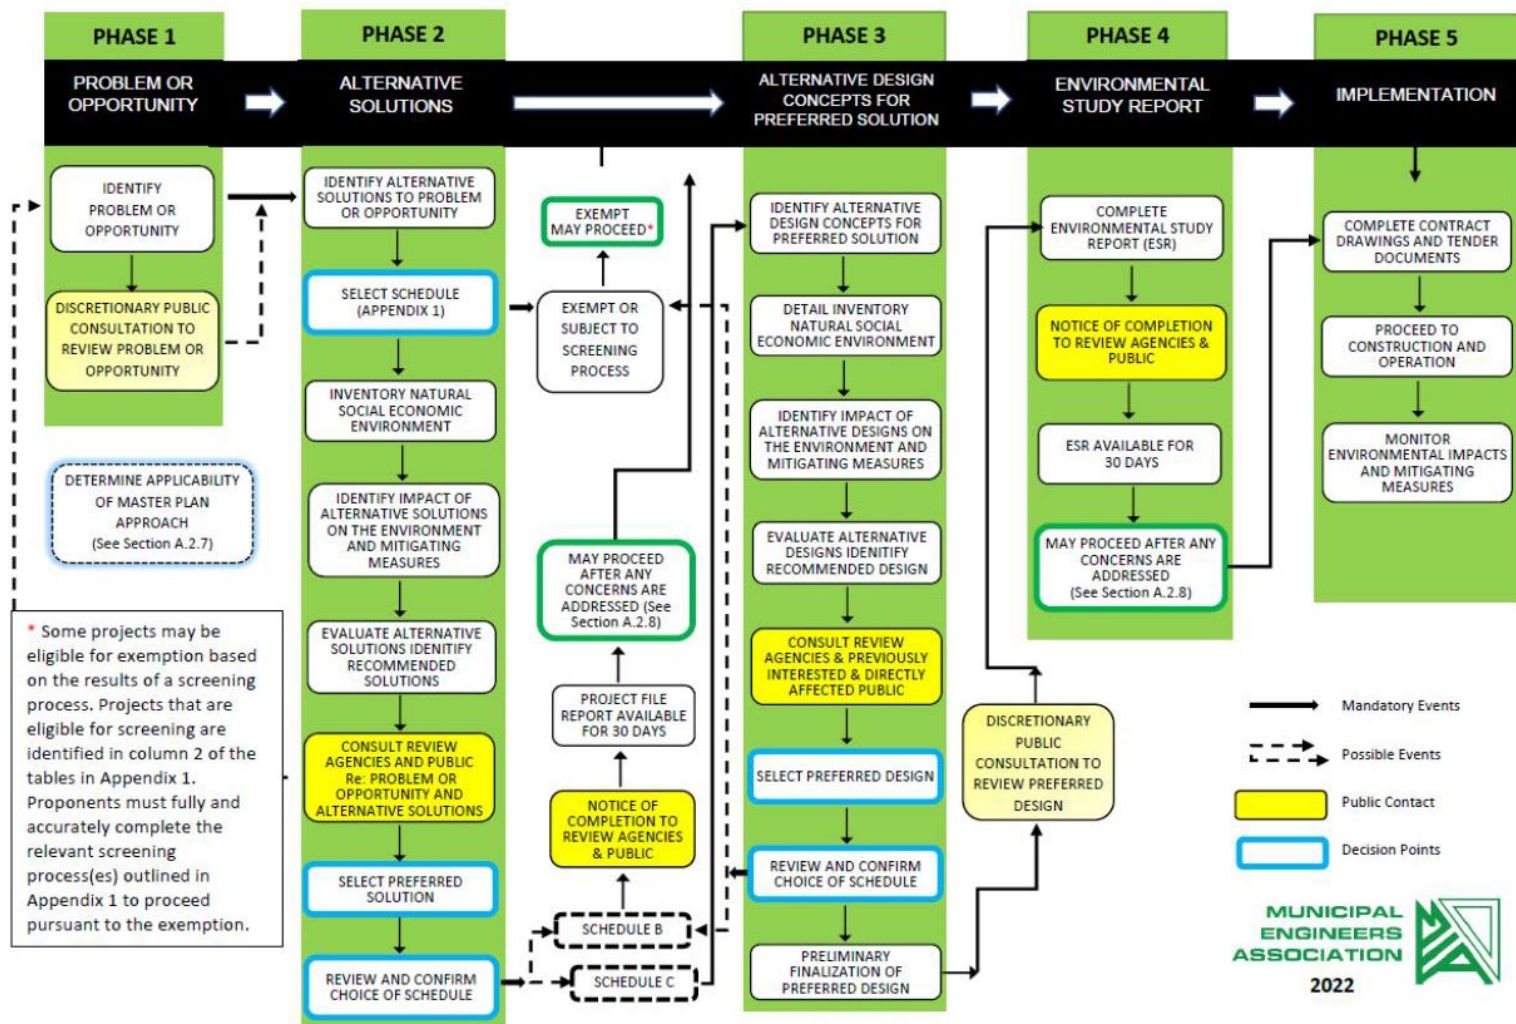 PHASE 1
PROBLEM OR
OPPORTUNITY
IDENTIFY
PROBLEM OR
OPPORTUNITY
DISCRETIONARY PUBLIC
CONSULTATION TO
REVIEW PROBLEM OR
OPPORTUNITY
DETERMINE APPLICABILITY
OF MASTER PLAN
APPROACH
(See Section A.2.7)
* Some projects may be
eligible for exemption based
on the results of a screening
process. Projects that are
eligible for screening are
identified in column 2 of the
tables in Appendix 1.
Proponents must fully and
accurately complete the
relevant screening
process(es) outlined in
Appendix 1 to proceed
pursuant to the exemption.
PHASE 2
ALTERNATIVE
SOLUTIONS
IDENTIFY ALTERNATIVE
SOLUTIONS TO PROBLEM
OR OPPORTUNITY
SELECT SCHEDULE
(APPENDIX 1)
INVENTORY NATURAL
SOCIAL ECONOMIC
ENVIRONMENT
IDENTIFY IMPACT OF
ALTERNATIVE SOLUTIONS
ON THE ENVIRONMENT
AND MITIGATING
MEASURES
EVALUATE ALTERNATIVE
SOLUTIONS IDENTIFY
RECOMMENDED
SOLUTIONS
CONSULT REVIEW
AGENCIES AND PUBLIC
Re: PROBLEM OR
OPPORTUNITY AND
ALTERNATIVE SOLUTIONS
SELECT PREFERRED
SOLUTION
REVIEW AND CONFIRM
CHOICE OF SCHEDULE
EXEMPT
MAY PROCEED*
EXEMPT OR
SUBJECT TO
SCREENING
PROCESS
MAY PROCEED
AFTER ANY
CONCERNS ARE
ADDRESSED (See
Section A.2.8)
PROJECT FILE
REPORT AVAILABLE
FOR 30 DAYS
NOTICE OF
COMPLETION TO
REVIEW AGENCIES
& PUBLIC
SCHEDULE B
SCHEDULE C
PHASE 3
ALTERNATIVE DESIGN
CONCEPTS FOR
PREFERRED SOLUTION
IDENTIFY ALTERNATIVE
DESIGN CONCEPTS FOR
PREFERRED SOLUTION
DETAIL INVENTORY
NATURAL SOCIAL
ECONOMIC ENVIRONMENT
IDENTIFY IMPACT OF
ALTERNATIVE DESIGNS ON
THE ENVIRONMENT AND
MITIGATING MEASURES
EVALUATE ALTERNATIVE
DESIGNS IDENITIFY
RECOMMENDED DESIGN
CONSULT REVIEW
AGENCIES & PREVIOUSLY
INTERESTED & DIRECTLY
AFFECTED PUBLIC
SELECT PREFERRED DESIGN
REVIEW AND CONFIRM
CHOICE OF SCHEDULE
PRELIMINARY
FINALIZATION OF
PREFERRED DESIGN
DISCRETIONARY
PUBLIC
CONSULTATION TO
REVIEW PREFERRED
DESIGN
PHASE 4
ENVIRONMENTAL
STUDY REPORT
COMPLETE
ENVIRONMENTAL STUDY
REPORT (ESR)
NOTICE OF COMPLETION
TO REVIEW AGENCIES &
PUBLIC
ESR AVAILABLE FOR
30 DAYS
MAY PROCEED AFTER ANY
CONCERNS ARE
ADDRESSED
(See Section A.2.8)
PHASE 5
IMPLEMENTATION
COMPLETE CONTRACT
DRAWINGS AND TENDER
DOCUMENTS
PROCEED TO
CONSTRUCTION AND
OPERATION
MONITOR
ENVIRONMENTAL IMPACTS
AND MITIGATING
MEASURES
Mandatory Events
Possible Events
Public Contact
Decision Points
MUNICIPAL
ENGINEERS
ASSOCIATION
2022